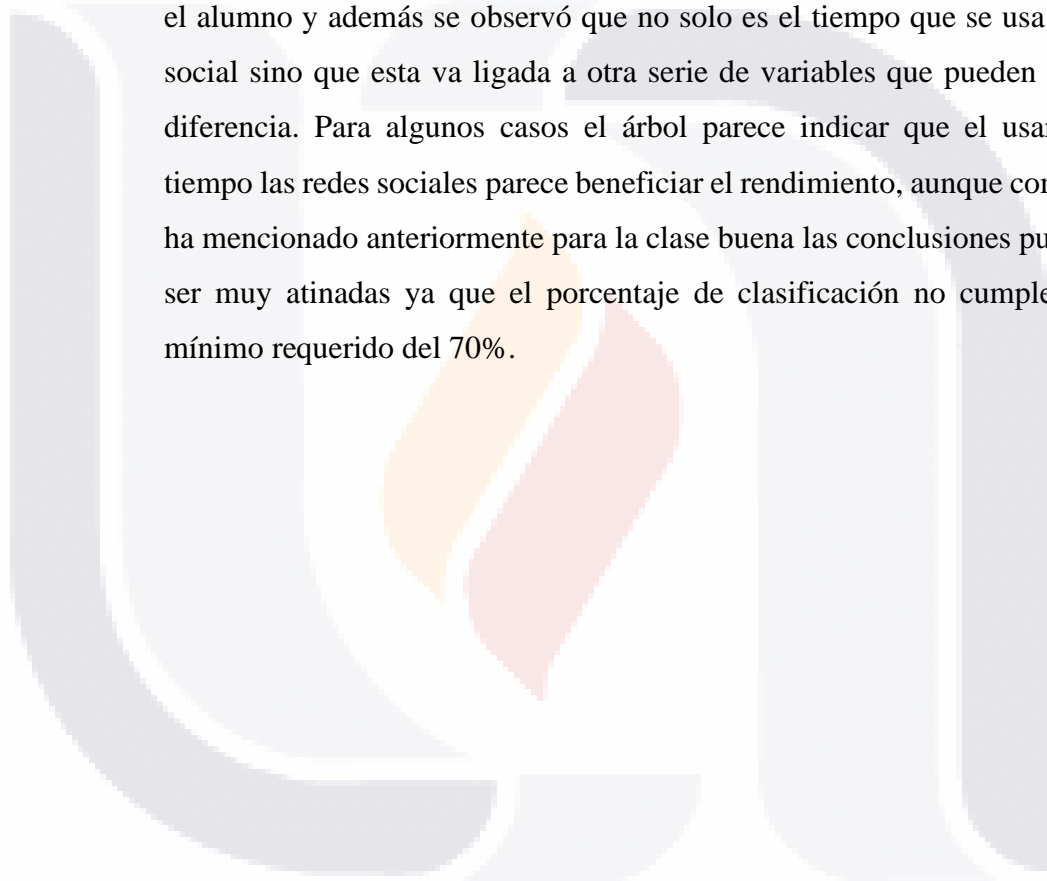 el alumno y además se observó que no solo es el tiempo que se usa
social sino que esta va ligada a otra serie de variables que pueden
diferencia. Para algunos casos el árbol parece indicar que el usa
tiempo las redes sociales parece beneficiar el rendimiento, aunque co
ha mencionado anteriormente para la clase buena las conclusiones pu
ser muy atinadas ya que el porcentaje de clasificación no cumple
mínimo requerido del 70%.